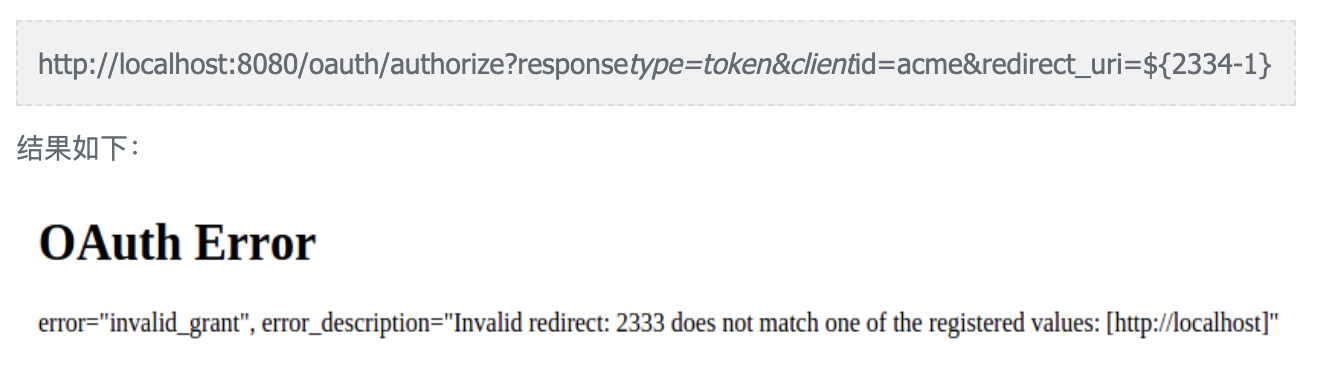 http://localhost:8080/oauth/authorize?responsetype=token&clientid=acme&redirect_uri=${2334-1}
结果如下：
OAuth Error
error="invalid_grant", error_description="Invalid redirect: 2333 does not match one of the registered values: [http://localhost]"